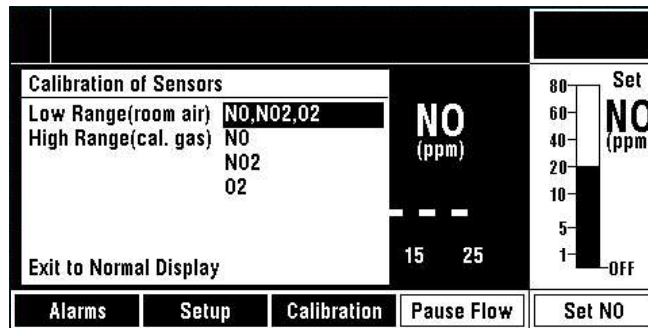 Calibration of Sensors
Low Range(room air) NO,NO2,O2
High Range(cal. gas) NO
NO2
O2
Exit to Normal Display
NO
(ppm)
15 25
Set
NO
(ppm
80
60
40
20
10
5
1
OFF
Alarms Setup Calibration Pause Flow Set NO